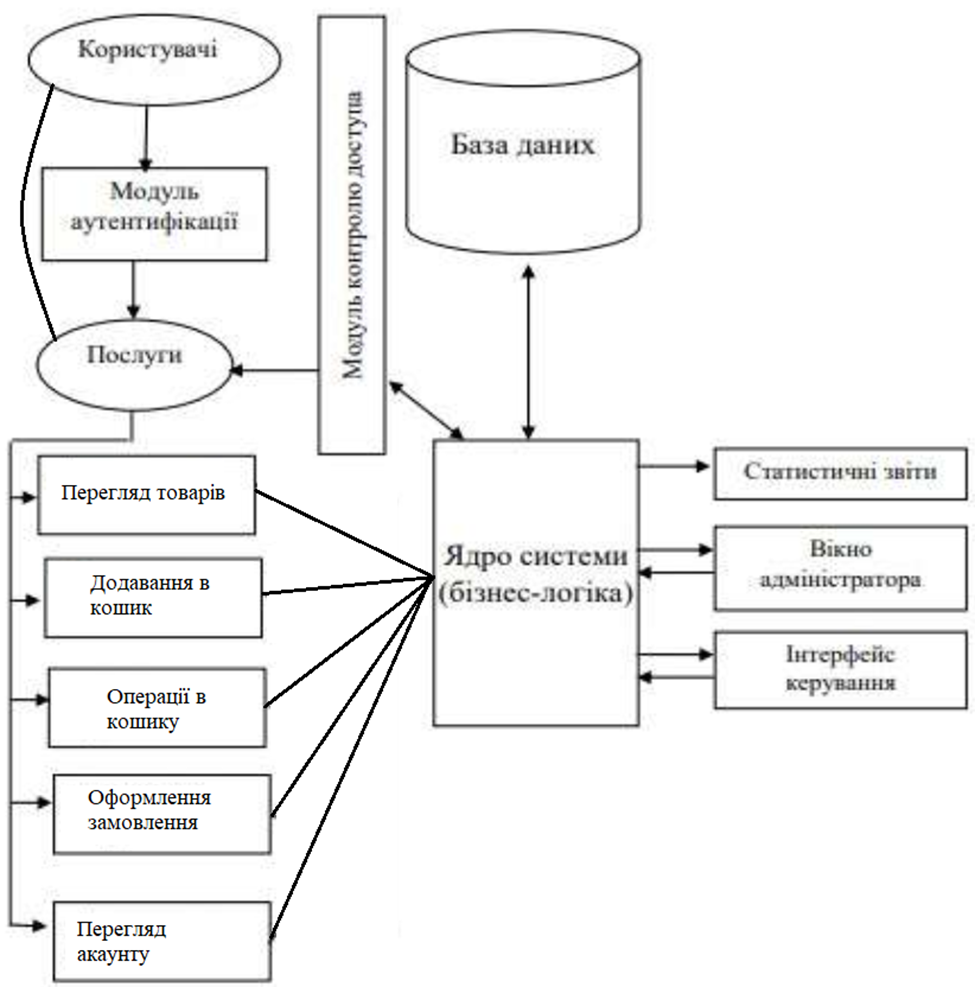 Користувачі
Модуль
аутентифікації
Послуги
Модуль контролю доступа
База даних
Перегляд товарів
Додавання в
кошик
Операції в
кошику
Оформлення
замовлення
Перегляд
акаунту
Ядро системи
(бізнес-логіка)
Статистичні звіти
Вікно
адміністратора
Інтерфейс
керування